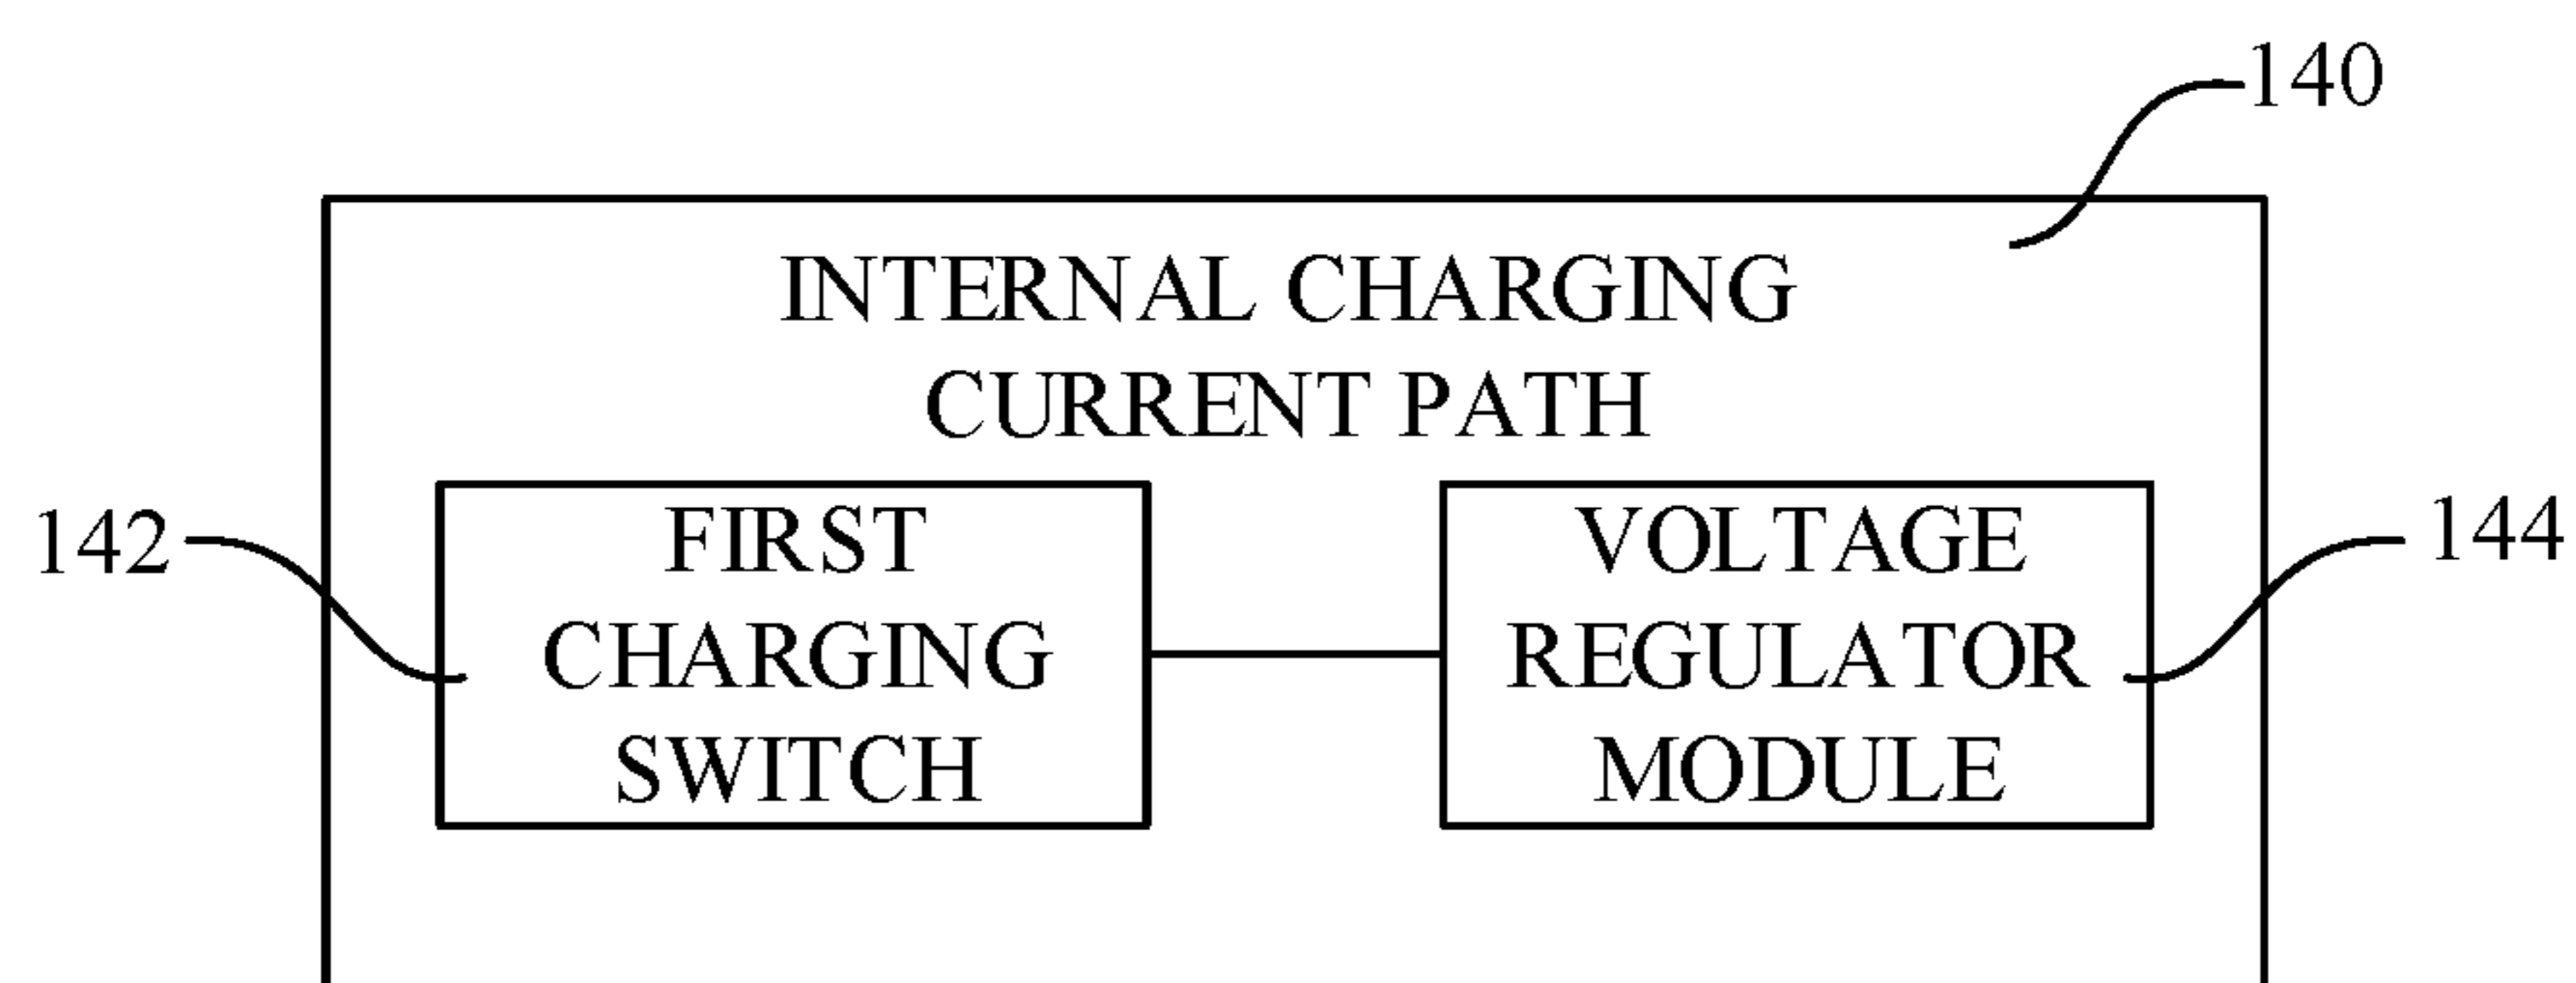 140
INTERNAL CHARGING
CURRENT PATH
142
FIRST
CHARGING
SWITCH
VOLTAGE
REGULATOR
MODULE
144